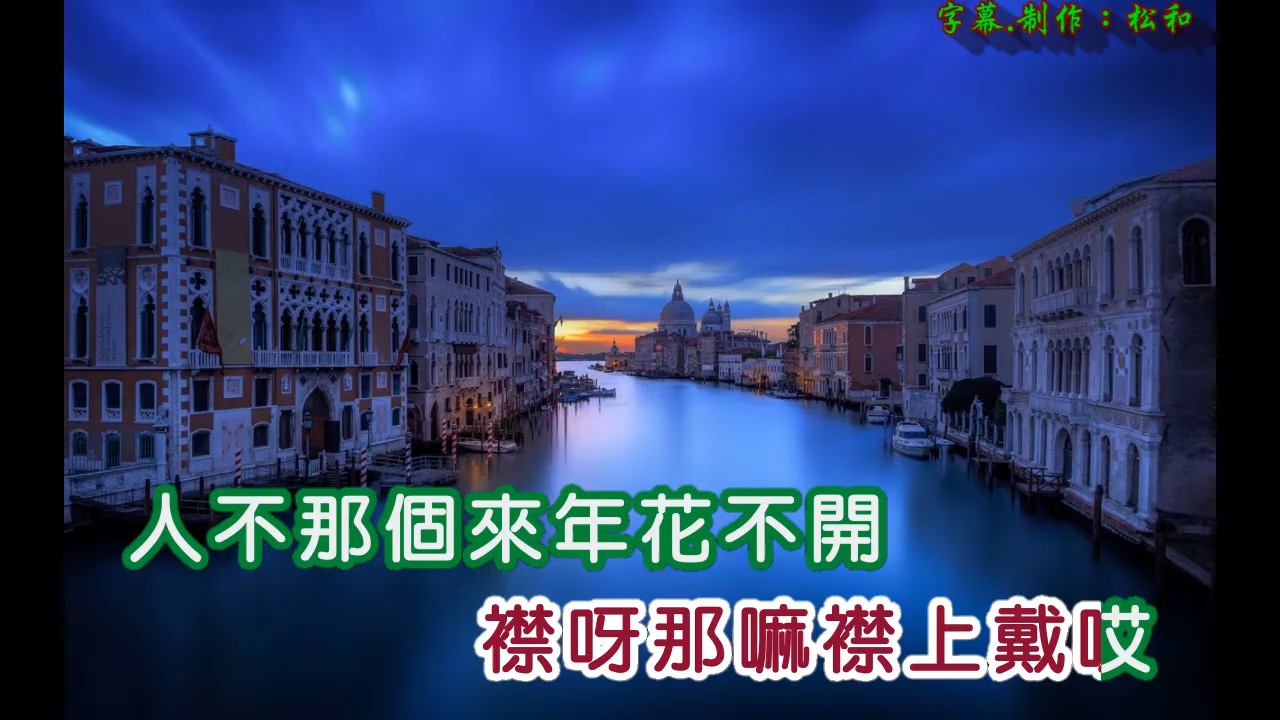 字幕.制作：松和
人不那個來年花不開
襟呀那嘛襟上戴哎